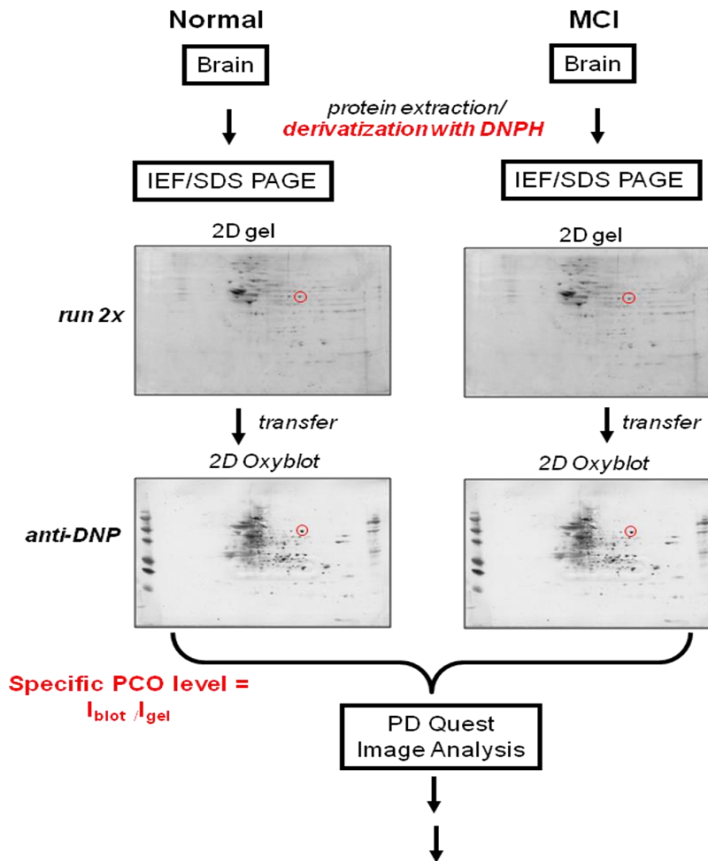 Normal
MCI
Brain
Brain
protein extraction/
derivatization with DNPH
IEF/SDS PAGE
IEF/SDS PAGE
2D gel
2D gel
run 2x
transfer
transfer
2D Oxyblot
2D Oxyblot
anti-DNP
Specific PCO level =
Iblot /Igel
PD Quest
Image Analysis